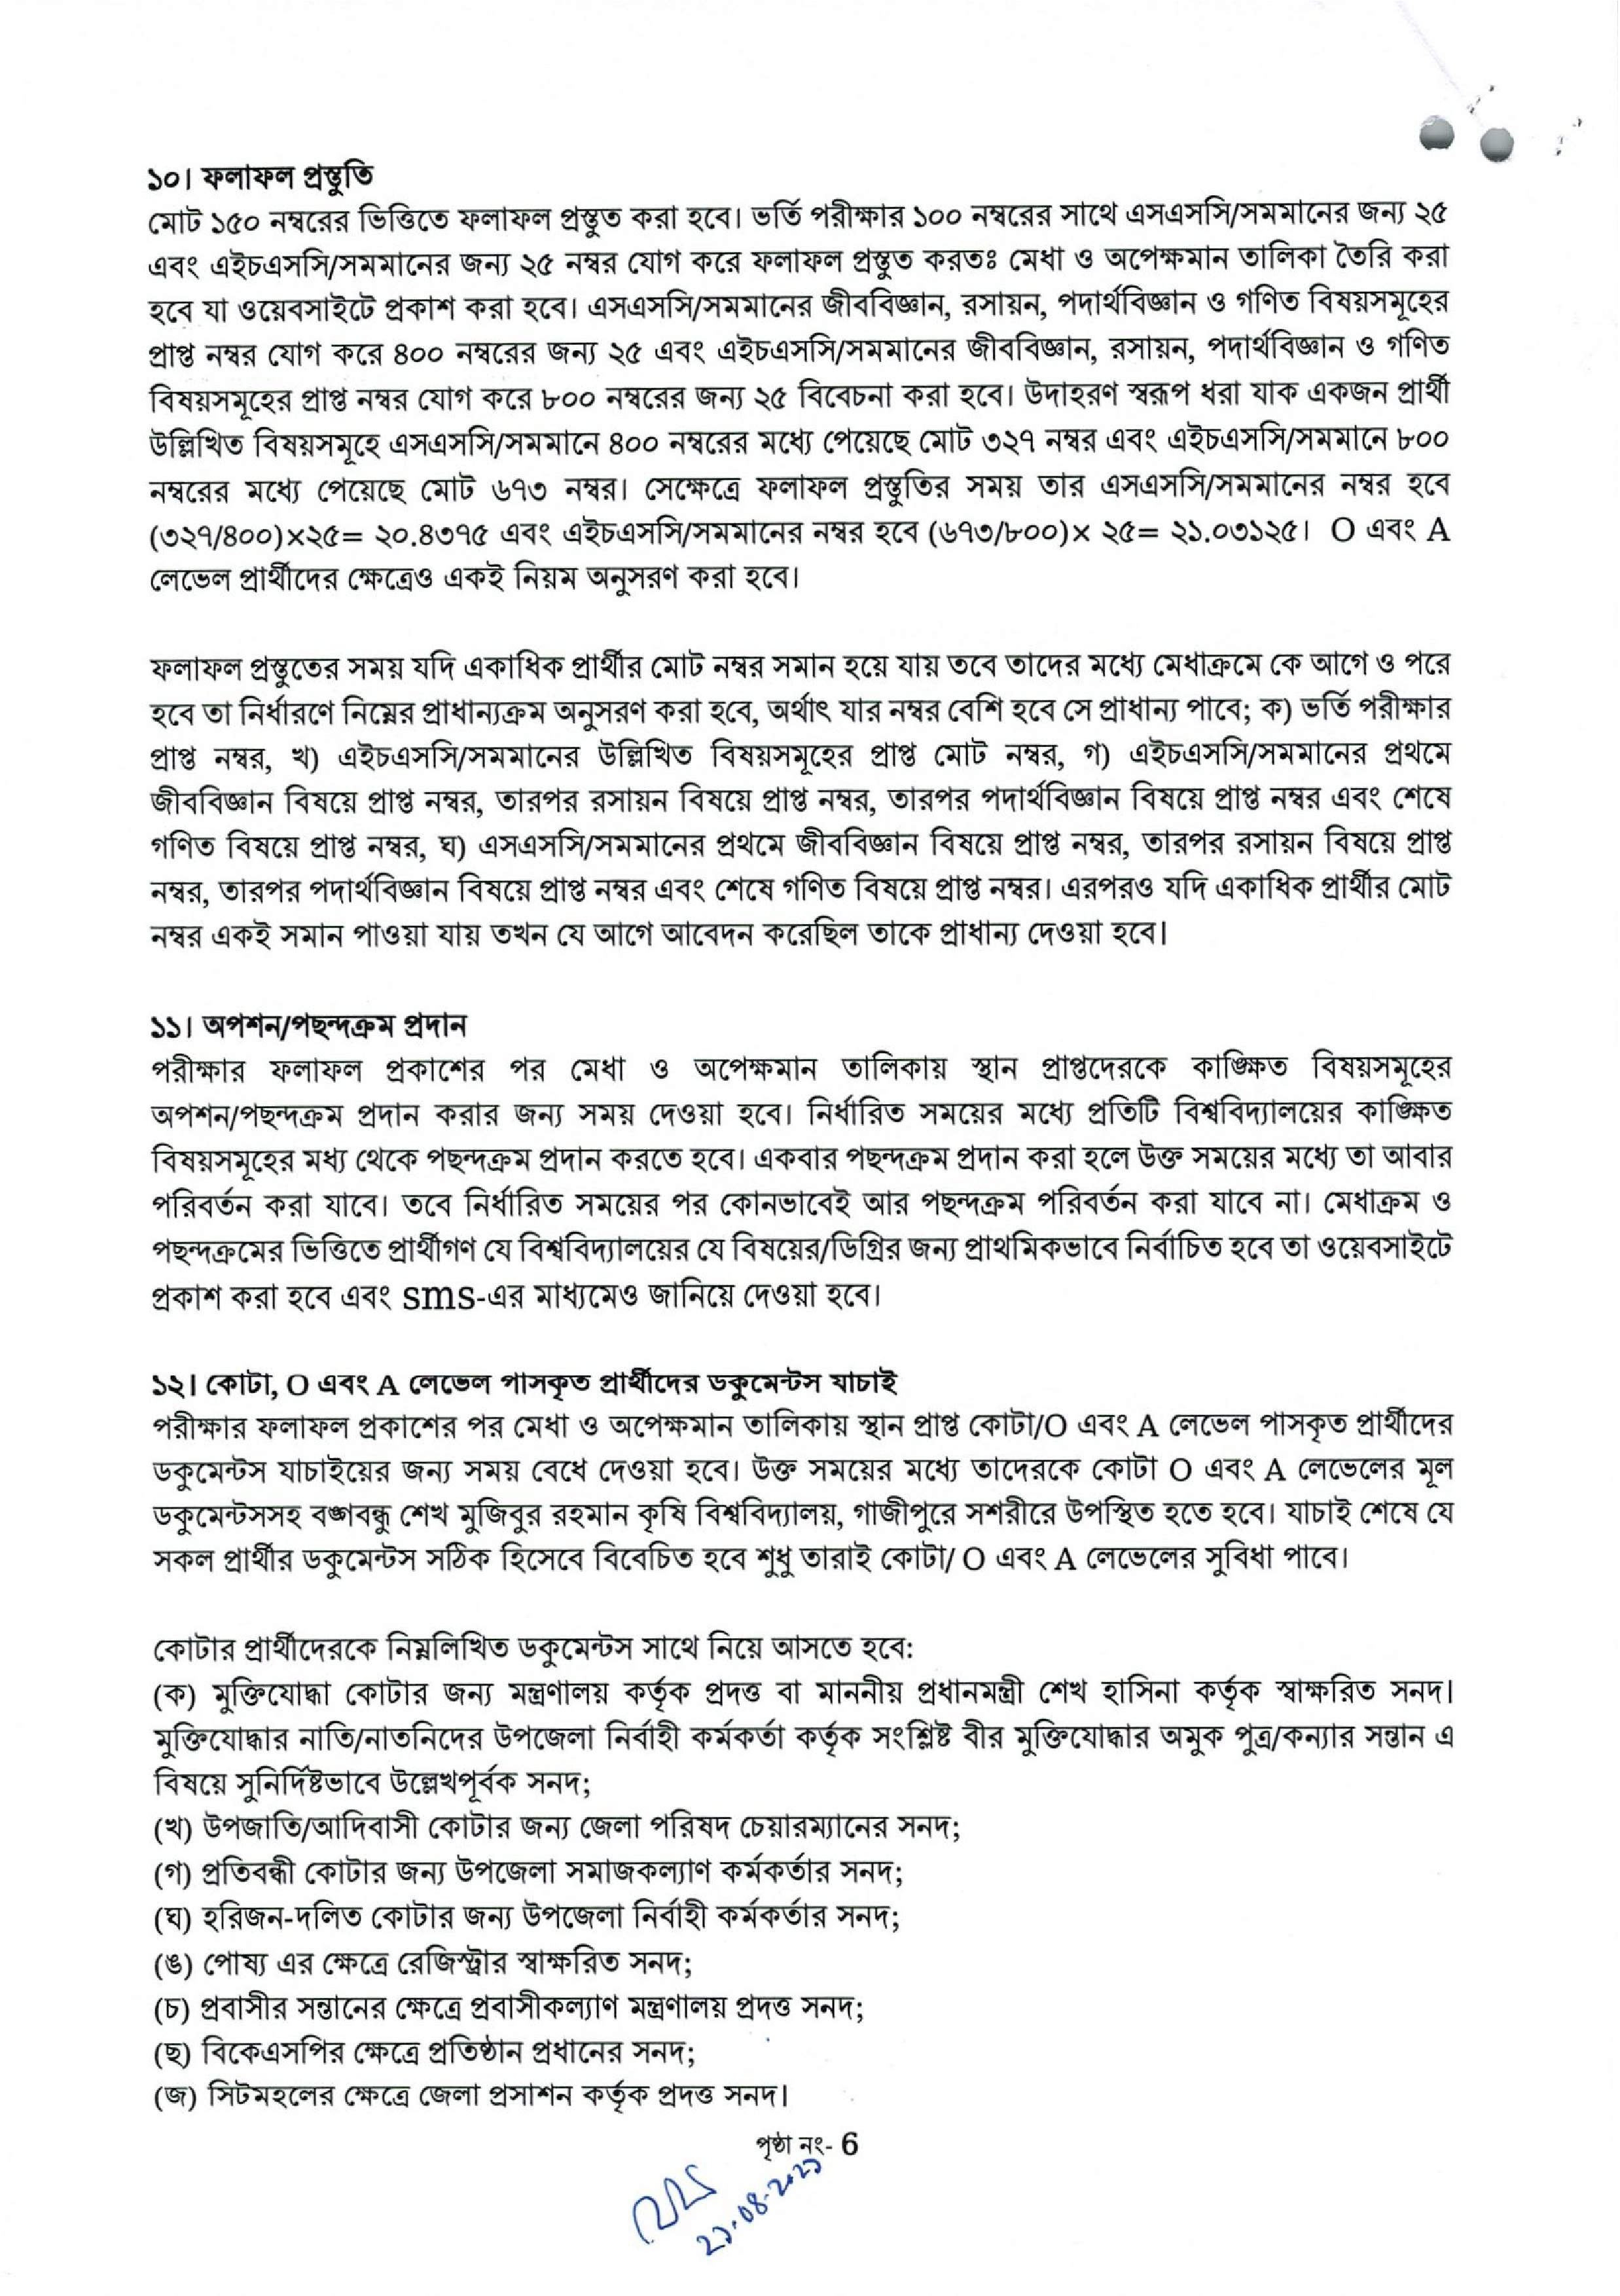 ১০। ফলাফল প্রস্তুতি
মোট ১৫০ নম্বরের ভিত্তিতে ফলাফল প্রস্তুত করা হবে। ভর্তি পরীক্ষার ১০০ নম্বরের সাথে এসএসসি/সমমানের জন্য ২৫
এবং এইচএসসি/সমমানের জন্য ২৫ নম্বর যোগ করে ফলাফল প্রস্তুত করতঃ মেধা ও অপেক্ষমান তালিকা তৈরি করা
হবে যা ওয়েবসাইটে প্রকাশ করা হবে। এসএসসি/সমমানের জীববিজ্ঞান, রসায়ন, পদার্থবিজ্ঞান ও গণিত বিষয়সমূহের
প্রাপ্ত নম্বর যোগ করে ৪০০ নম্বরের জন্য ২৫ এবং এইচএসসি/সমমানের জীববিজ্ঞান, রসায়ন, পদার্থবিজ্ঞান ও গণিত
বিষয়সমূহের প্রাপ্ত নম্বর যোগ করে ৮০০ নম্বরের জন্য ২৫ বিবেচনা করা হবে। উদাহরণ স্বরূপ ধরা যাক একজন প্রার্থী
উল্লিখিত বিষয়সমূহে এসএসসি/সমমানে ৪০০ নম্বরের মধ্যে পেয়েছে মোট ৩২৭ নম্বর এবং এইচএসসি/সমমানে ৮০০
নম্বরের মধ্যে পেয়েছে মোট ৬৭৩ নম্বর। সেক্ষেত্রে ফলাফল প্রস্তুতির সময় তার এসএসসি/সমমানের নম্বর হবে
(৩২৭/৪০০)×২৫= ২০.৪৩৭৫ এবং এইচএসসি/সমমানের নম্বর হবে (৬৭৩/৮০০)× ২৫= ২১.০৩১২৫। O এবং A
লেভেল প্রার্থীদের ক্ষেত্রেও একই নিয়ম অনুসরণ করা হবে।
ফলাফল প্রস্তুতের সময় যদি একাধিক প্রার্থীর মোট নম্বর সমান হয়ে যায় তবে তাদের মধ্যে মেধাক্রমে কে আগে ও পরে
হবে তা নির্ধারণে নিম্নের প্রাধান্যক্রম অনুসরণ করা হবে, অর্থাৎ যার নম্বর বেশি হবে সে প্রাধান্য পাবে; ক) ভর্তি পরীক্ষার
প্রাপ্ত নম্বর, খ) এইচএসসি/সমমানের উল্লিখিত বিষয়সমূহের প্রাপ্ত মোট নম্বর, গ) এইচএসসি/সমমানের প্রথমে
জীববিজ্ঞান বিষয়ে প্রাপ্ত নম্বর, তারপর রসায়ন বিষয়ে প্রাপ্ত নম্বর, তারপর পদার্থবিজ্ঞান বিষয়ে প্রাপ্ত নম্বর এবং শেষে
গণিত বিষয়ে প্রাপ্ত নম্বর, ঘ) এসএসসি/সমমানের প্রথমে জীববিজ্ঞান বিষয়ে প্রাপ্ত নম্বর, তারপর রসায়ন বিষয়ে প্রাপ্ত
নম্বর, তারপর পদার্থবিজ্ঞান বিষয়ে প্রাপ্ত নম্বর এবং শেষে গণিত বিষয়ে প্রাপ্ত নম্বর। এরপরও যদি একাধিক প্রার্থীর মোট
নম্বর একই সমান পাওয়া যায় তখন যে আগে আবেদন করেছিল তাকে প্রাধান্য দেওয়া হবে।
১১। অপশন/পছন্দক্রম প্রদান
পরীক্ষার ফলাফল প্রকাশের পর মেধা ও অপেক্ষমান তালিকায় স্থান প্রাপ্তদেরকে কাঙ্ক্ষিত বিষয়সমূহের
অপশন/পছন্দক্রম প্রদান করার জন্য সময় দেওয়া হবে। নির্ধারিত সময়ের মধ্যে প্রতিটি বিশ্ববিদ্যালয়ের কাঙ্ক্ষিত
বিষয়সমূহের মধ্য থেকে পছন্দক্রম প্রদান করতে হবে। একবার পছন্দক্রম প্রদান করা হলে উক্ত সময়ের মধ্যে তা আবার
পরিবর্তন করা যাবে। তবে নির্ধারিত সময়ের পর কোনভাবেই আর পছন্দক্রম পরিবর্তন করা যাবে না। মেধাক্রম ও
পছন্দক্রমের ভিত্তিতে প্রার্থীগণ যে বিশ্ববিদ্যালয়ের যে বিষয়ের/ডিগ্রির জন্য প্রাথমিকভাবে নির্বাচিত হবে তা ওয়েবসাইটে
প্রকাশ করা হবে এবং sms-এর মাধ্যমেও জানিয়ে দেওয়া হবে।
১২। কোটা, O এবং A লেভেল পাসকৃত প্রার্থীদের ডকুমেন্টস যাচাই
পরীক্ষার ফলাফল প্রকাশের পর মেধা ও অপেক্ষমান তালিকায় স্থান প্রাপ্ত কোটা/O এবং A লেভেল পাসকৃত প্রার্থীদের
ডকুমেন্টস যাচাইয়ের জন্য সময় বেধে দেওয়া হবে। উক্ত সময়ের মধ্যে তাদেরকে কোটা O এবং A লেভেলের মূল
ডকুমেন্টসসহ বঙ্গবন্ধু শেখ মুজিবুর রহমান কৃষি বিশ্ববিদ্যালয়, গাজীপুরে সশরীরে উপস্থিত হতে হবে। যাচাই শেষে যে
সকল প্রার্থীর ডকুমেন্টস সঠিক হিসেবে বিবেচিত হবে শুধু তারাই কোটা/ O এবং A লেভেলের সুবিধা পাবে।
কোটার প্রার্থীদেরকে নিম্নলিখিত ডকুমেন্টস সাথে নিয়ে আসতে হবে:
(ক) মুক্তিযোদ্ধা কোটার জন্য মন্ত্রণালয় কর্তৃক প্রদত্ত বা মাননীয় প্রধানমন্ত্রী শেখ হাসিনা কর্তৃক স্বাক্ষরিত সনদ।
মুক্তিযোদ্ধার নাতি/নাতনিদের উপজেলা নির্বাহী কর্মকর্তা কর্তৃক সংশ্লিষ্ট বীর মুক্তিযোদ্ধার অমুক পুত্র/কন্যার সন্তান এ
বিষয়ে সুনির্দিষ্টভাবে উল্লেখপূর্বক সনদ;
(খ) উপজাতি/আদিবাসী কোটার জন্য জেলা পরিষদ চেয়ারম্যানের সনদ;
(গ) প্রতিবন্ধী কোটার জন্য উপজেলা সমাজকল্যাণ কর্মকর্তার সনদ;
(ঘ) হরিজন-দলিত কোটার জন্য উপজেলা নির্বাহী কর্মকর্তার সনদ;
(ঙ) পোষ্য এর ক্ষেত্রে রেজিস্ট্রার স্বাক্ষরিত সনদ;
(চ) প্রবাসীর সন্তানের ক্ষেত্রে প্রবাসীকল্যাণ মন্ত্রণালয় প্রদত্ত সনদ;
(ছ) বিকেএসপির ক্ষেত্রে প্রতিষ্ঠান প্রধানের সনদ;
(জ) সিটমহলের ক্ষেত্রে জেলা প্রসাশন কর্তৃক প্রদত্ত সনদ।
পৃষ্ঠা নং- 6